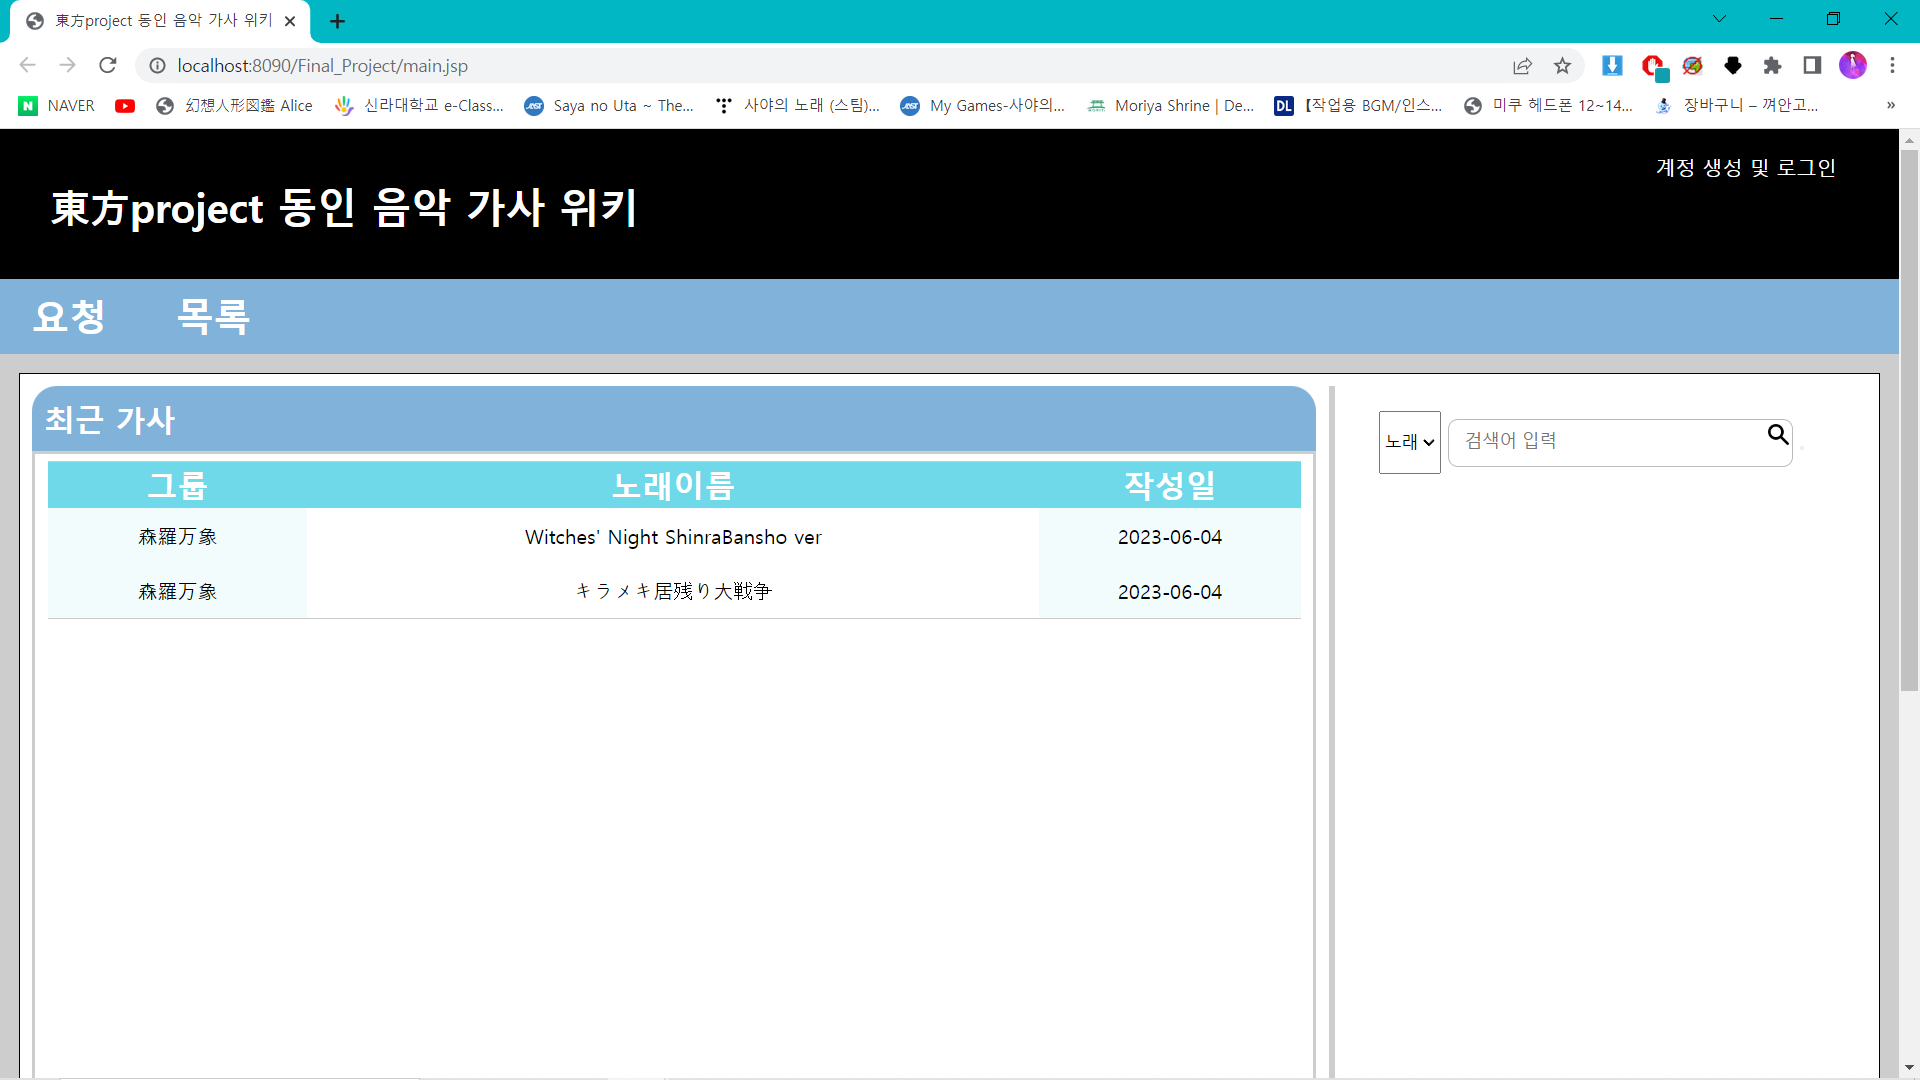 東方project 동인 음악 가사 위키
localhost:8090/Final_Project/main.jsp
NAVER 幻想人形図鑑 Alice 신라대학교 e-Class... Saya no Uta ~ The... 사야의 노래 (스팀)... My Games-사야의... Moriya Shrine | De... DL 【작업용 BGM/인스... 미쿠 헤드폰 12~14... 장바구니 – 껴안고... »
계정 생성 및 로그인
東方project 동인 음악 가사 위키
요청 목록
최근 가사
노래 검색어 입력
그룹 노래이름 작성일
森羅万象 Witches' Night ShinraBansho ver 2023-06-04
森羅万象 キラメキ居残り大戦争 2023-06-04